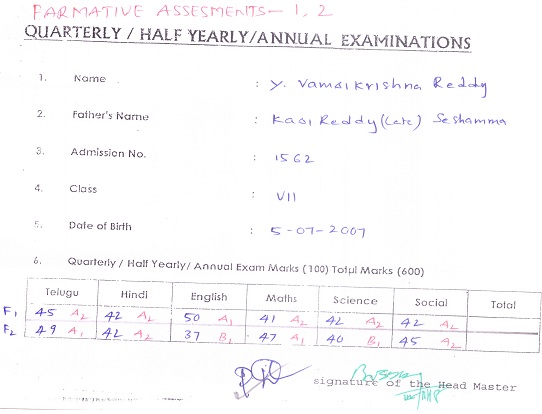 FARMATIVE ASSESMENTS - 1, 2
QUARTERLY / HALF YEARLY/ANNUAL EXAMINATIONS
1. Name : Y. Vamsi Krishna Reddy
2. Father's Name : Kasi Reddy (Late) Seshamma
3. Admission No. : 1562
4. Class : VII
5. Date of Birth : 5-07-2007
6. Quarterly / Half Yearly/ Annual Exam Marks (100) Total Marks (600)
Telugu Hindi English Maths Science Social Total
F1 45 A2 42 A2 50 A1 41 A2 42 A2 42 A2
F2 49 A1 42 A2 37 B1 47 A1 40 B1 45 A2
signature of the Head Master